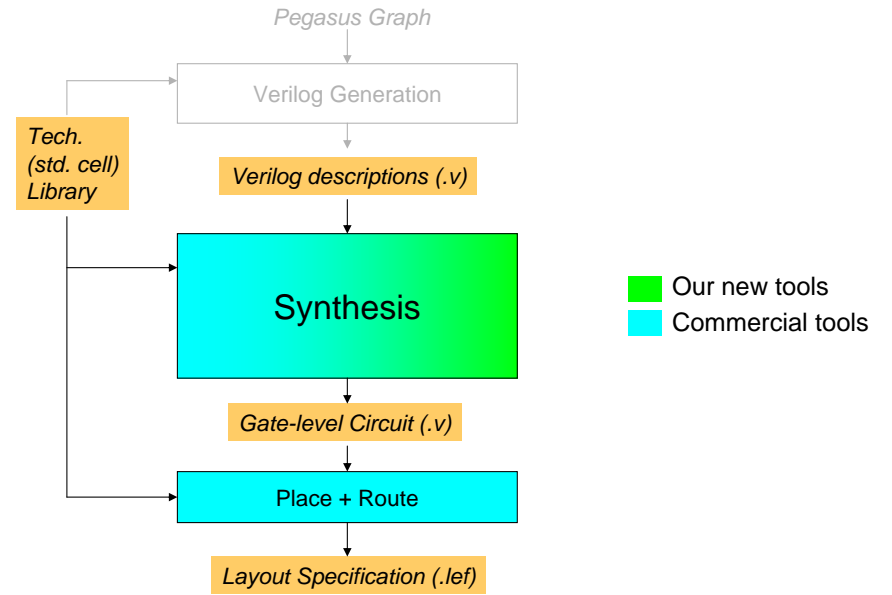 Pegasus Graph
Verilog Generation
Tech.
(std. cell)
Library
Verilog descriptions (.v)
Synthesis
Our new tools
Commercial tools
Gate-level Circuit (.v)
Place + Route
Layout Specification (.lef)